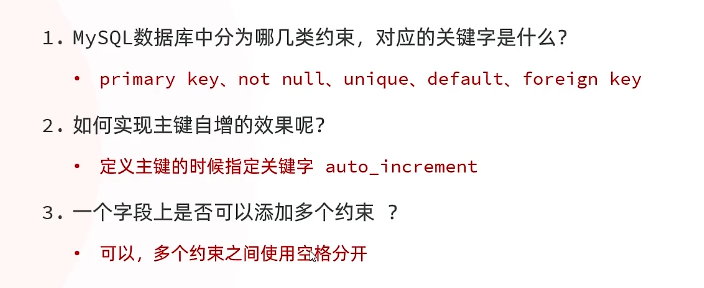 1. MySQL数据库中分为哪几类约束，对应的关键字是什么？
• primary key、not null、unique、default、foreign key
2. 如何实现主键自增的效果呢？
• 定义主键的时候指定关键字 auto_increment
3. 一个字段上是否可以添加多个约束 ？
• 可以，多个约束之间使用空格分开